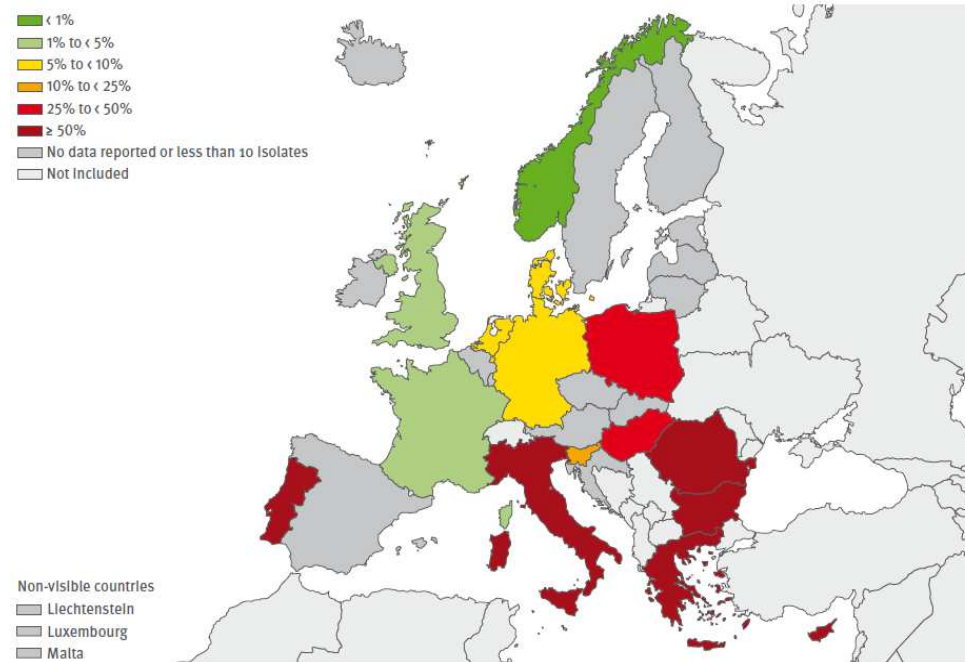 < 1%
1% to < 5%
5% to < 10%
10% to < 25%
25% to < 50%
≥ 50%
No data reported or less than 10 isolates
Not included
Non-visible countries
Liechtenstein
Luxembourg
Malta